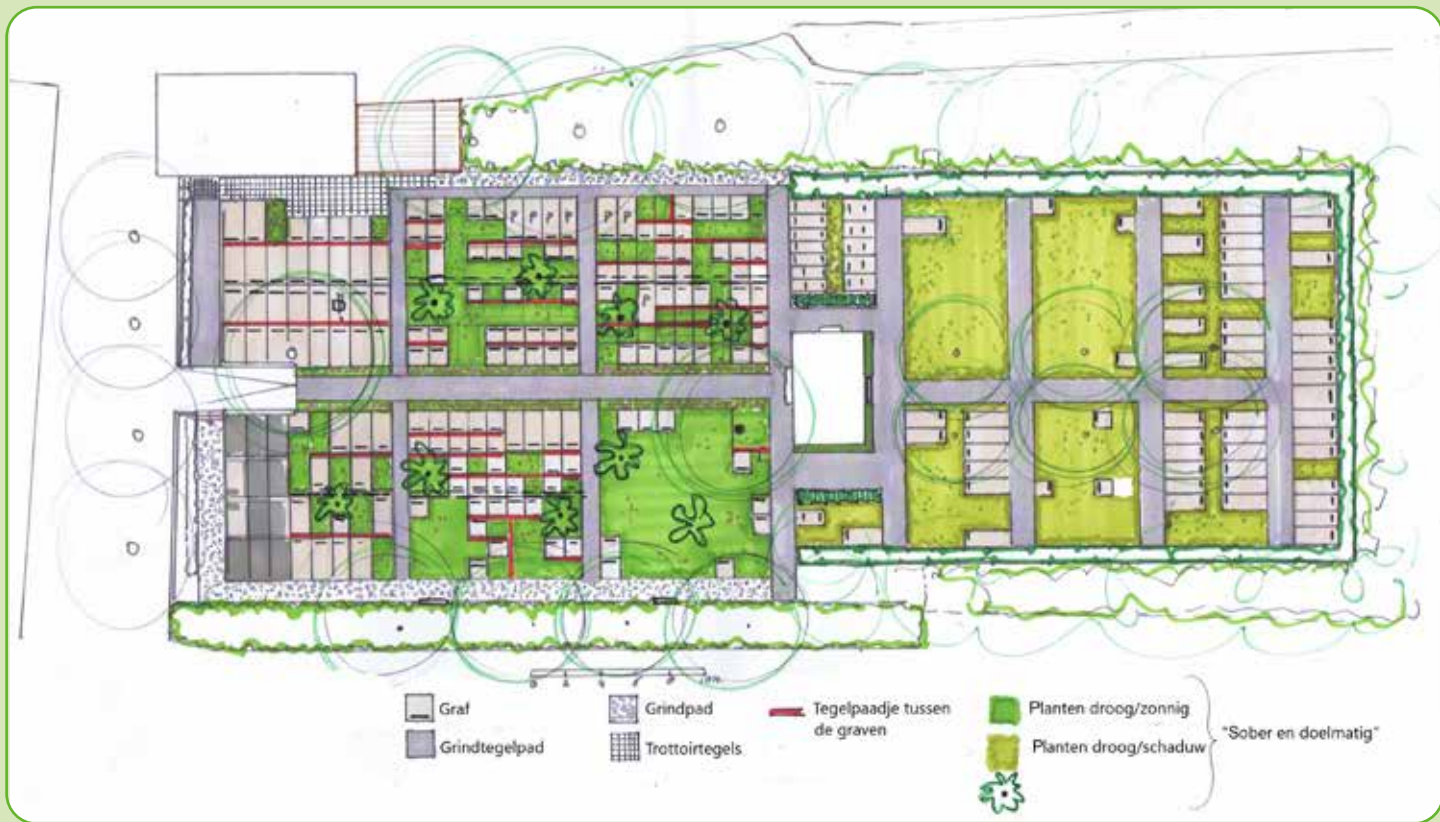 Graf
Grindtegelpad
Grindpad
Trottoirtegels
Tegelpaadje tussen
de graven
Planten droog/zonnig
Planten droog/schaduw
"Sober en doelmatig"